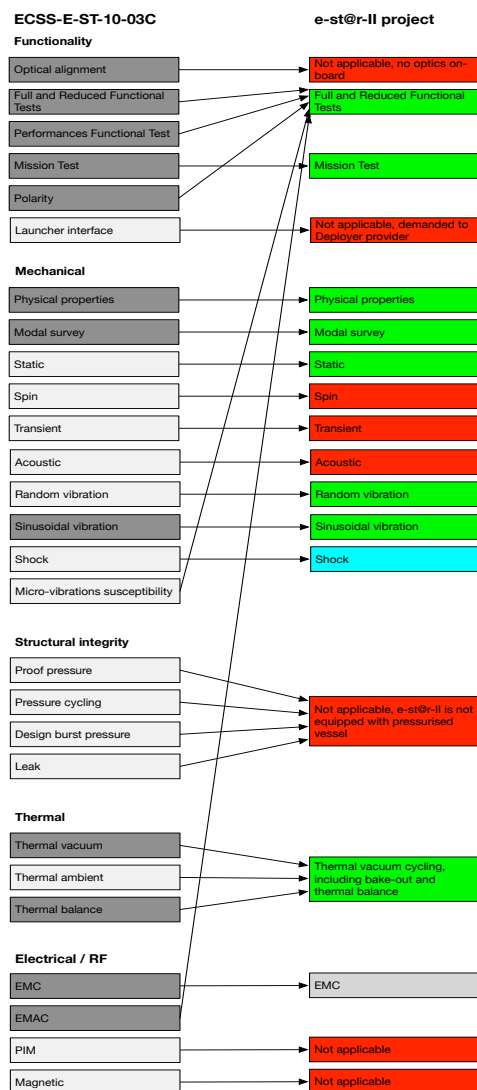 ECSS-E-ST-10-03C
e-st@r-II project
Functionality
Optical alignment
Not applicable, no optics on-
board
Full and Reduced Functional
Tests
Full and Reduced Functional
Tests
Performances Functional Test
Mission Test
Mission Test
Polarity
Launcher interface
Not applicable, demanded to
Deployer provider
Mechanical
Physical properties
Physical properties
Modal survey
Modal survey
Static
Static
Spin
Spin
Transient
Transient
Acoustic
Acoustic
Random vibration
Random vibration
Sinusoidal vibration
Sinusoidal vibration
Shock
Shock
Micro-vibrations susceptibility
Structural integrity
Proof pressure
Pressure cycling
Design burst pressure
Leak
Not applicable, e-st@r-II is not
equipped with pressurised
vessel
Thermal
Thermal vacuum
Thermal ambient
Thermal balance
Thermal vacuum cycling,
including bake-out and
thermal balance
Electrical / RF
EMC
EMC
EMAC
PIM
Not applicable
Magnetic
Not applicable